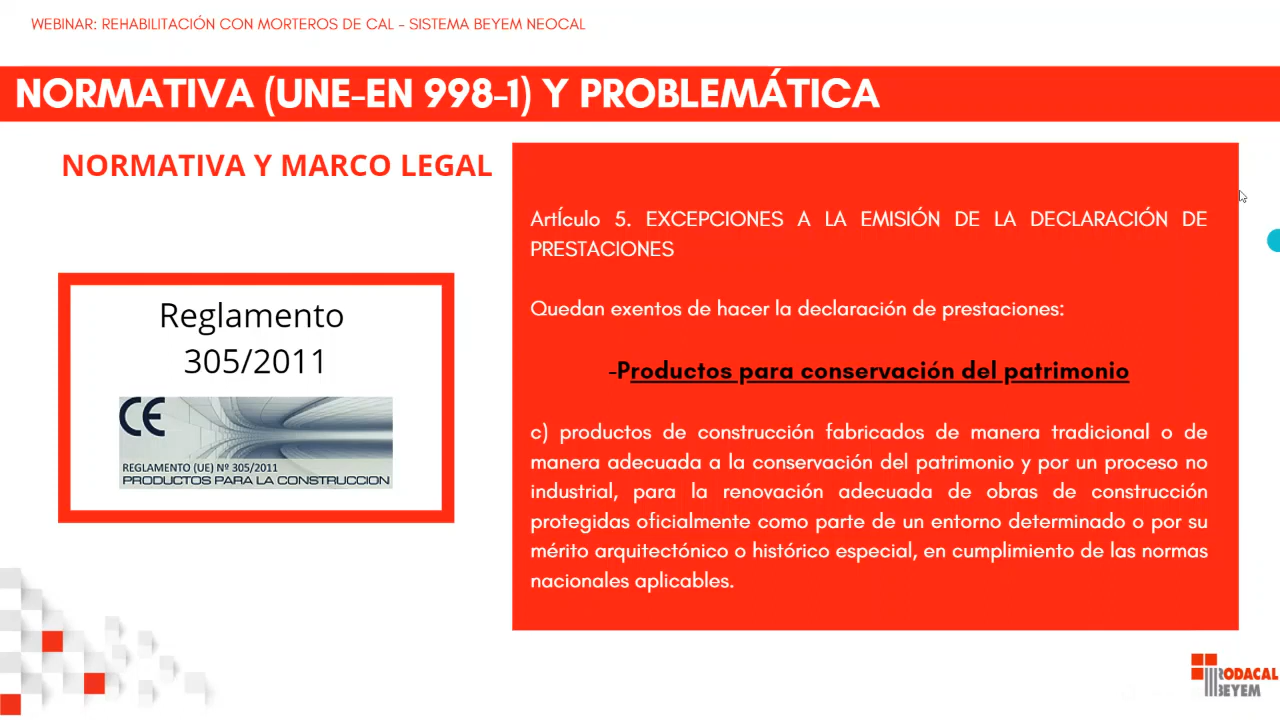 WEBINAR: REHABILITACIÓN CON MORTEROS DE CAL - SISTEMA BEYEM NEOCAL
NORMATIVA (UNE-EN 998-1) Y PROBLEMÁTICA
NORMATIVA Y MARCO LEGAL
Reglamento
305/2011
CE
REGLAMENTO (UE) Nº 305/2011
PRODUCTOS PARA LA CONSTRUCCION
ArtÍculo 5. EXCEPCIONES A LA EMISIÓN DE LA DECLARACIÓN DE
PRESTACIONES
Quedan exentos de hacer la declaración de prestaciones:
-Productos para conservación del patrimonio
c) productos de construcción fabricados de manera tradicional o de
manera adecuada a la conservación del patrimonio y por un proceso no
industrial, para la renovación adecuada de obras de construcción
protegidas oficialmente como parte de un entorno determinado o por su
mérito arquitectónico o histórico especial, en cumplimiento de las normas
nacionales aplicables.
RODACAL
BEYEM